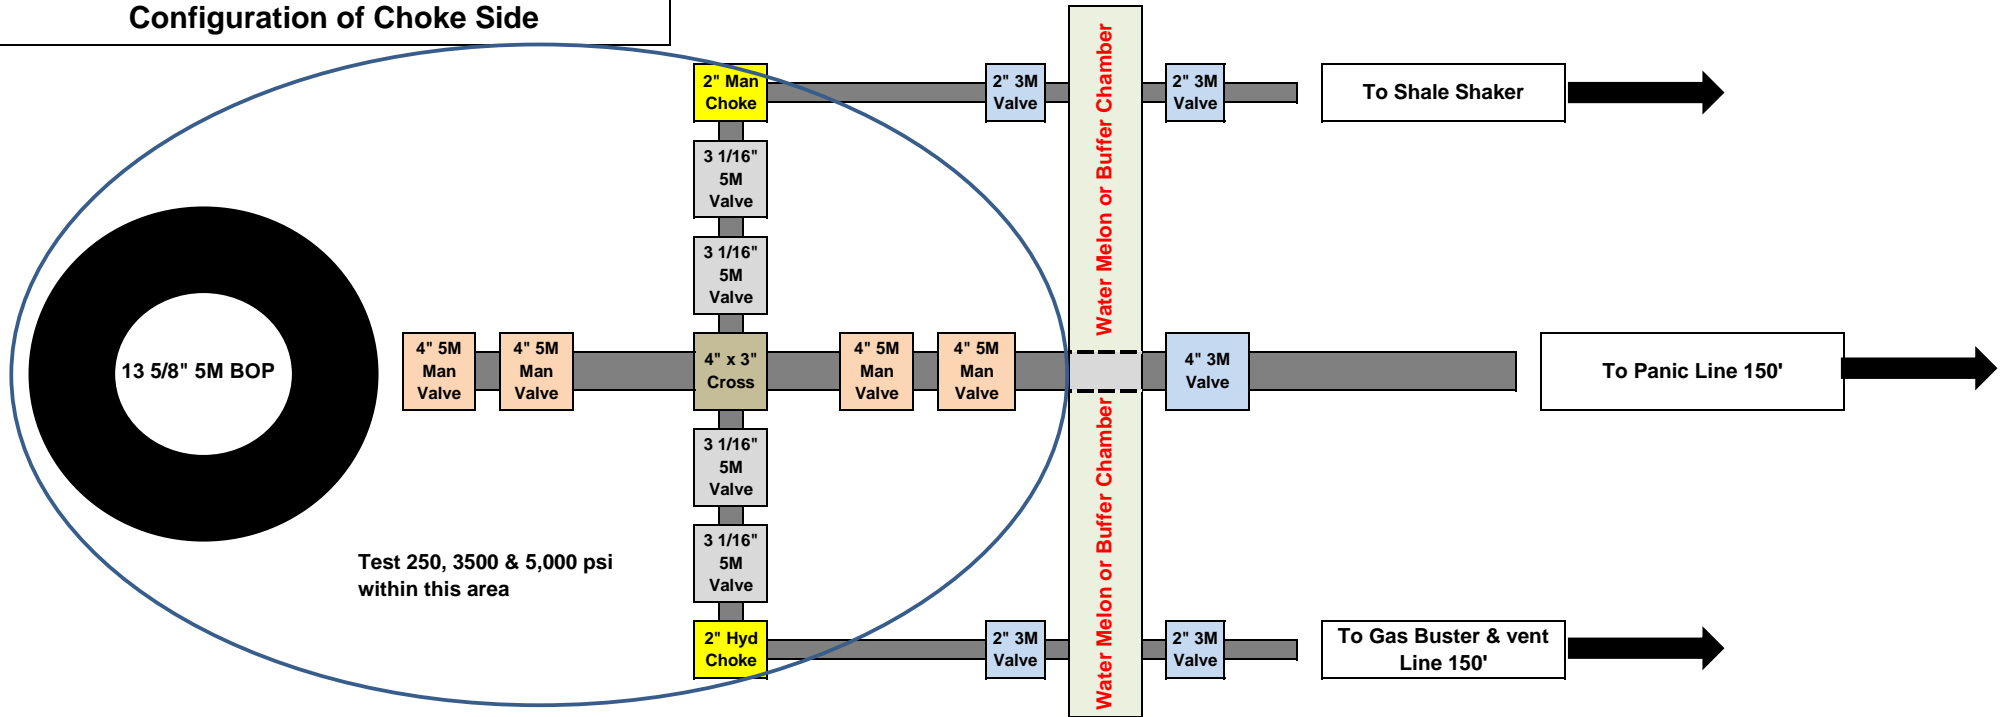 Configuration of Choke Side
2" Man
Choke
2" 3M
Valve
Water Melon or Buffer Chamber
2" 3M
Valve
To Shale Shaker
3 1/16"
5M
Valve
3 1/16"
5M
Valve
13 5/8" 5M BOP
4" 5M
Man
Valve
4" 5M
Man
Valve
4" x 3"
Cross
4" 5M
Man
Valve
4" 5M
Man
Valve
4" 3M
Valve
To Panic Line 150'
3 1/16"
5M
Valve
3 1/16"
5M
Valve
Water Melon or Buffer Chamber
Test 250, 3500 & 5,000 psi
within this area
2" Hyd
Choke
2" 3M
Valve
2" 3M
Valve
To Gas Buster & vent
Line 150'